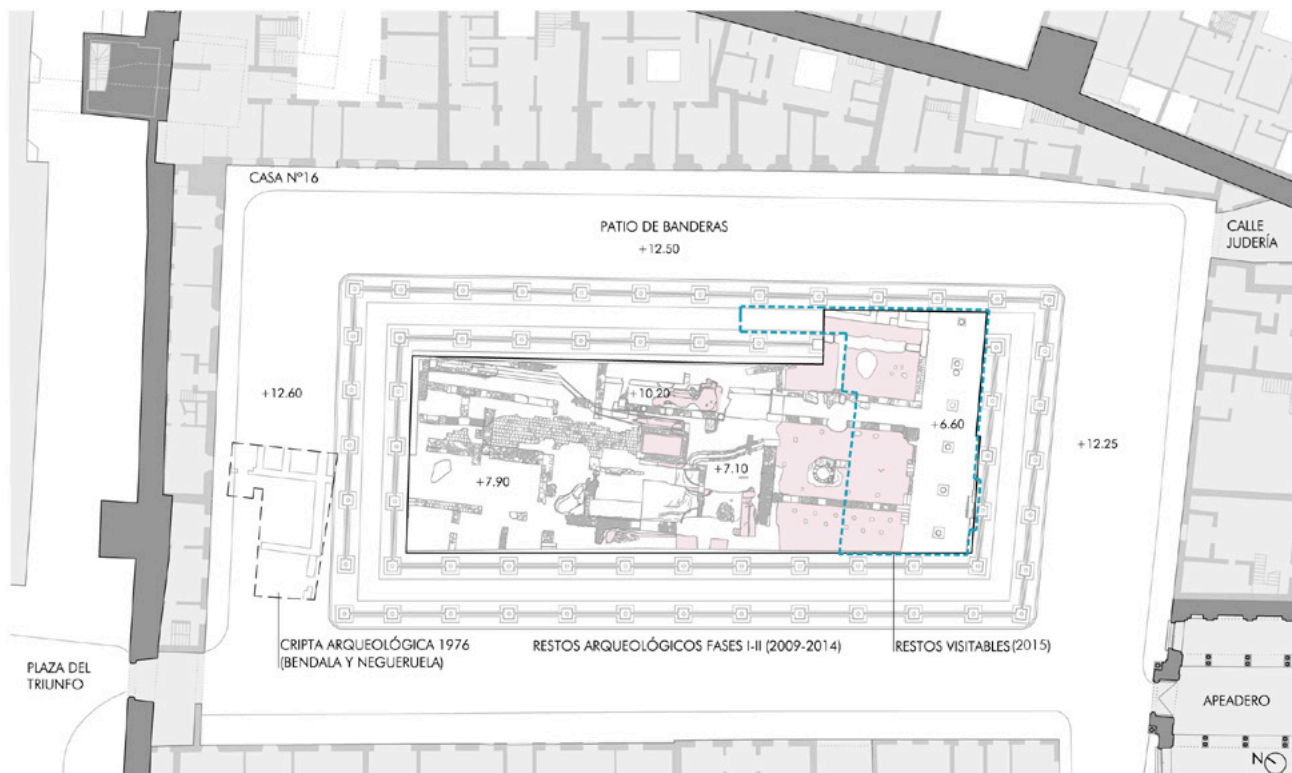 CASA Nº16
PATIO DE BANDERAS
+12.50
CALLE
JUDERÍA
+12.60
+10.20
+6.60
+12.25
+7.10
+7.90
CRIPTA ARQUEOLÓGICA 1976
(BENDALA Y NEGUERUELA)
RESTOS ARQUEOLÓGICOS FASES I-II (2009-2014)
RESTOS VISITABLES (2015)
PLAZA DEL
TRIUNFO
APEADERO
N